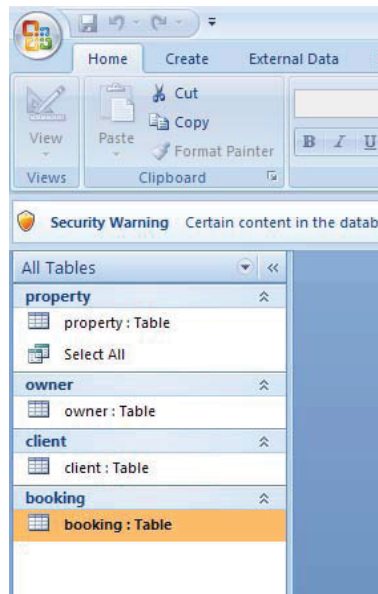 Home Create External Data
View Paste Cut
Copy
Format Painter
B I U
Views Clipboard
Security Warning Certain content in the datab
All Tables
property
property : Table
Select All
owner
owner : Table
client
client : Table
booking
booking : Table